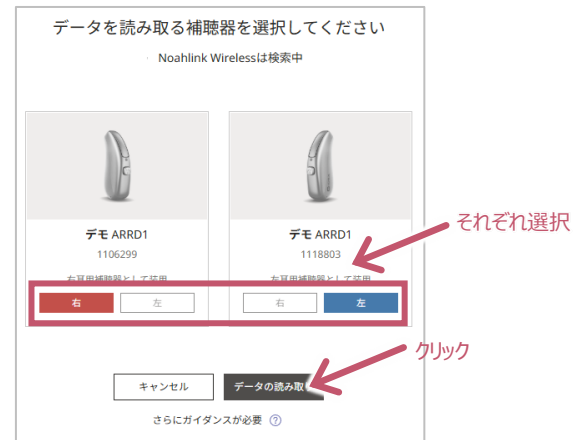 データを読み取る補聴器を選択してください
Noahlink Wirelessは検索中
デモ ARRD1
1106299
右 左
デモ ARRD1
1118803
右 左
それぞれ選択
クリック
キャンセル
データの読み取
さらにガイダンスが必要 ?